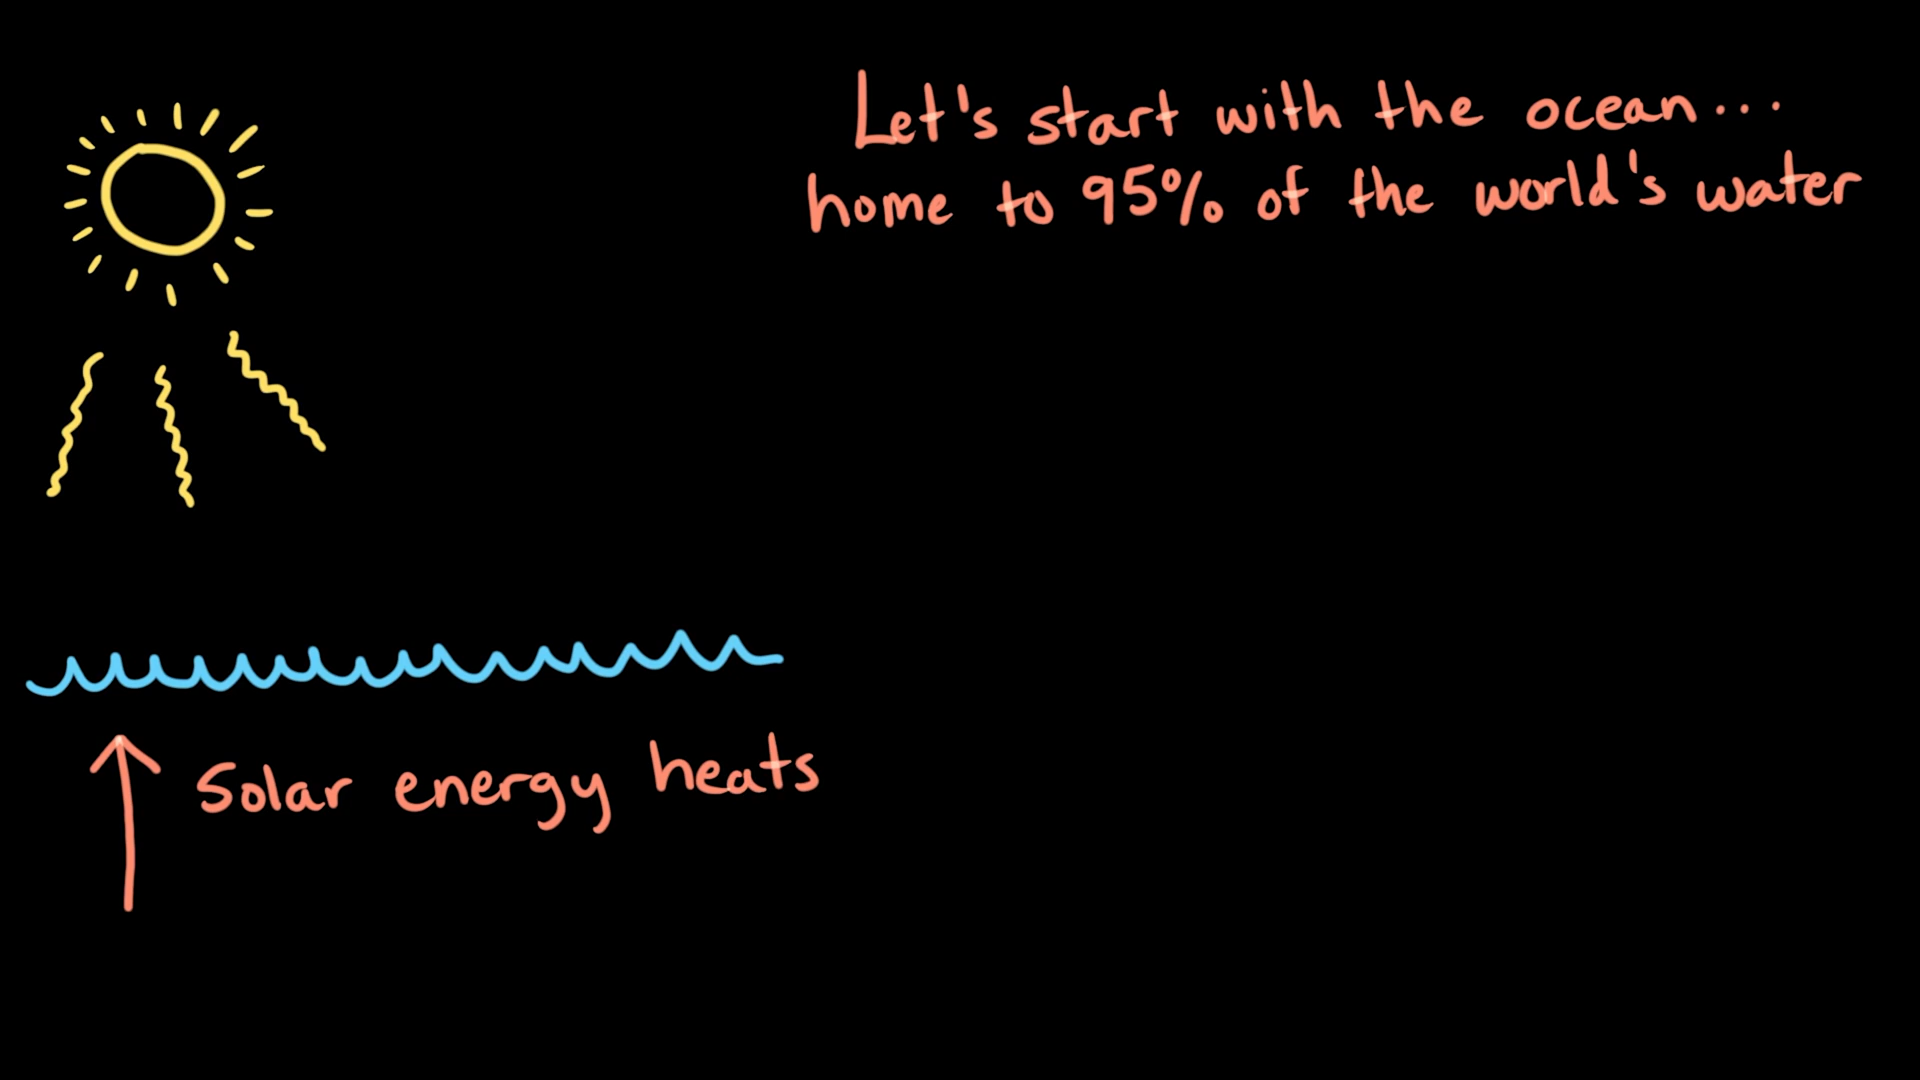 Let's start with the ocean...
home to 95% of the world's water
Solar energy heats